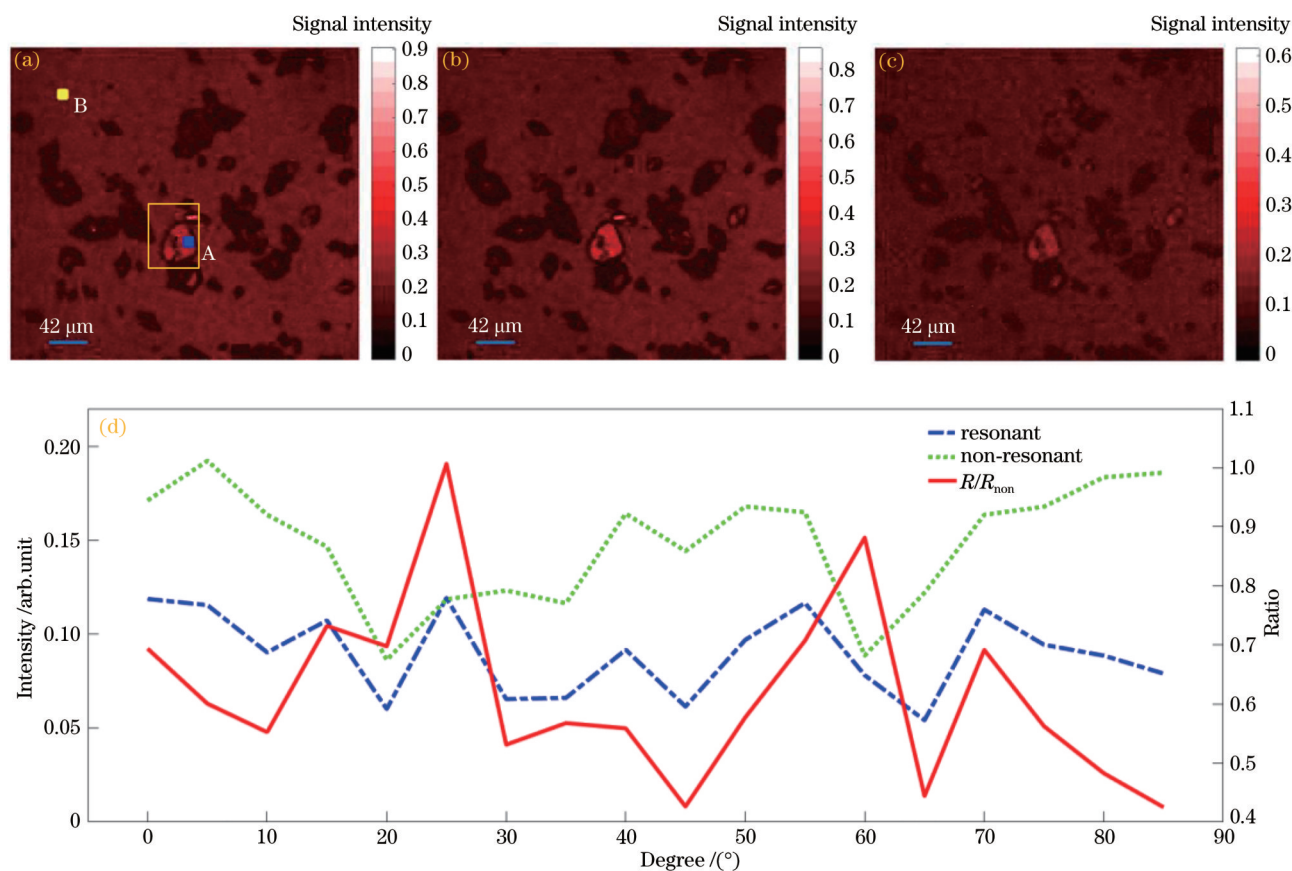 Signal intensity
Signal intensity
Signal intensity
(a)
B
A
42 μm
0.9
0.8
0.7
0.6
0.5
0.4
0.3
0.2
0.1
0
(b)
42 μm
0.8
0.7
0.6
0.5
0.4
0.3
0.2
0.1
0
(c)
42 μm
0.6
0.5
0.4
0.3
0.2
0.1
0
(d)
resonant
non-resonant
R/Rnon
Intensity /arb.unit
0.20
0.15
0.10
0.05
0
1.1
1.0
0.9
0.8
0.7
0.6
0.5
0.4
Ratio
0 10 20 30 40 50 60 70 80 90
Degree /(°)